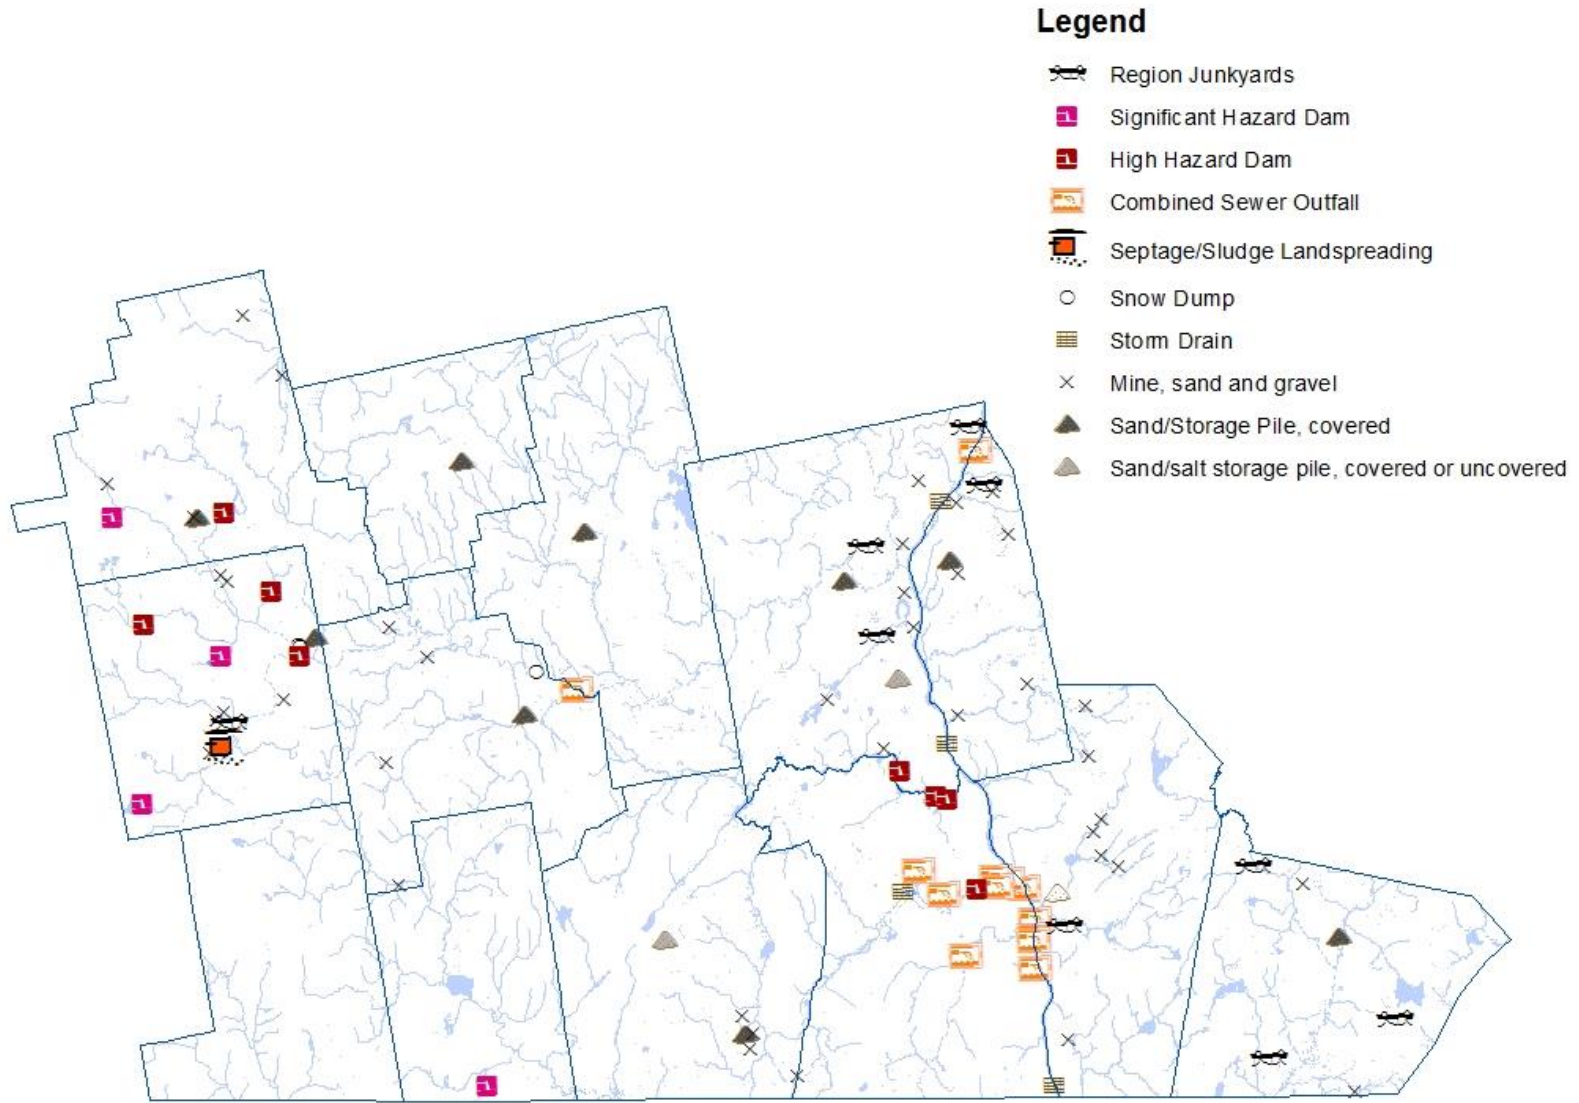 Legend
Region Junkyards
Significant Hazard Dam
High Hazard Dam
Combined Sewer Outfall
Septage/Sludge Landspreading
Snow Dump
Storm Drain
Mine, sand and gravel
Sand/Storage Pile, covered
Sand/salt storage pile, covered or uncovered